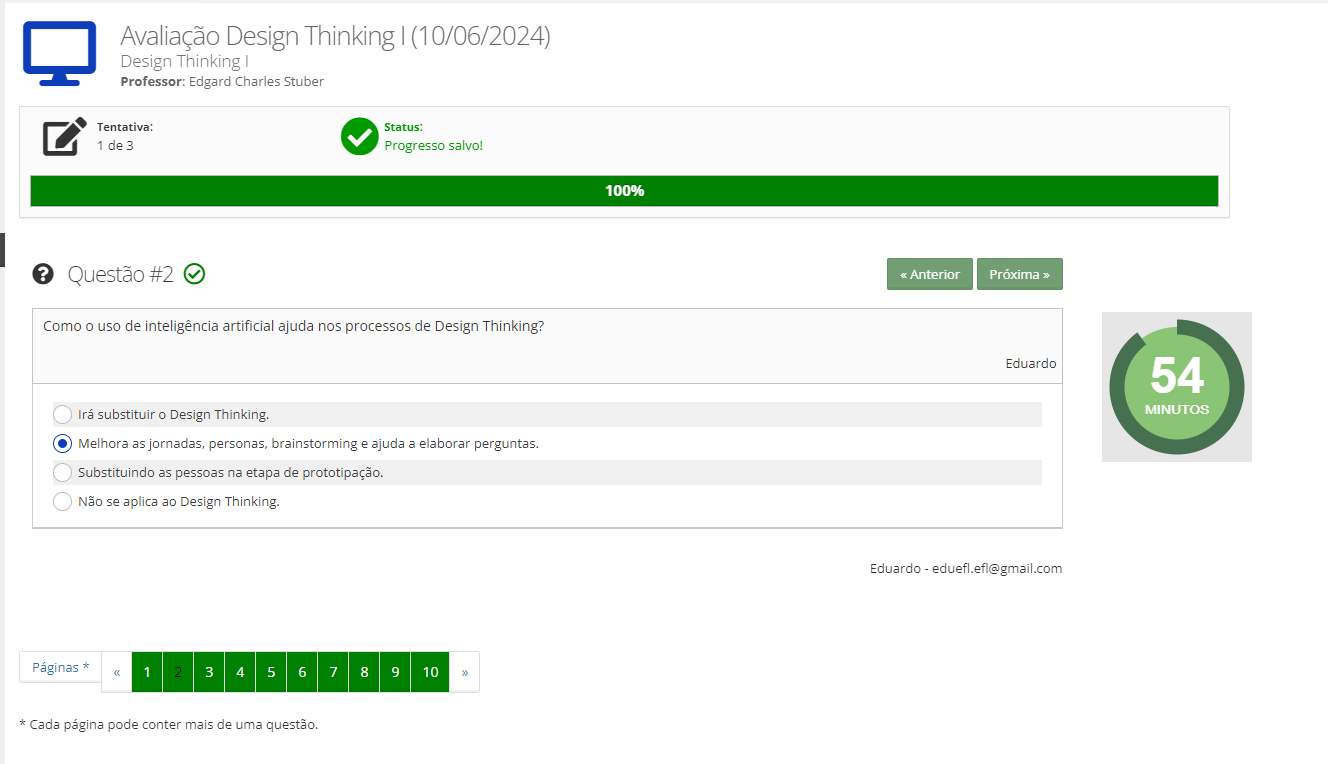 Avaliação Design Thinking I (10/06/2024)
Design Thinking I
Professor: Edgard Charles Stuber
Tentativa:
1 de 3
Status:
Progresso salvo!
100%
Questão #2
« Anterior
Próxima »
Como o uso de inteligência artificial ajuda nos processos de Design Thinking?
Eduardo
Irá substituir o Design Thinking.
Melhora as jornadas, personas, brainstorming e ajuda a elaborar perguntas.
Substituindo as pessoas na etapa de prototipação.
Não se aplica ao Design Thinking.
54
MINUTOS
Eduardo - eduefl.efl@gmail.com
Páginas * « 1 2 3 4 5 6 7 8 9 10 »
* Cada página pode conter mais de uma questão.